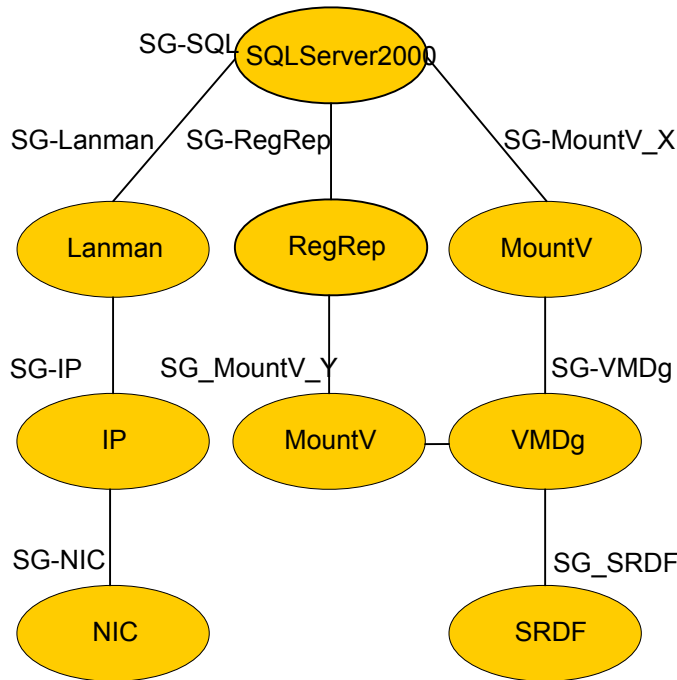 SG-SQL
SQLServer2000
SG-Lanman
SG-RegRep
SG-MountV_X
Lanman
RegRep
MountV
SG-IP
SG_MountV_Y
SG-VMDg
IP
MountV
VMDg
SG-NIC
SG_SRDF
NIC
SRDF